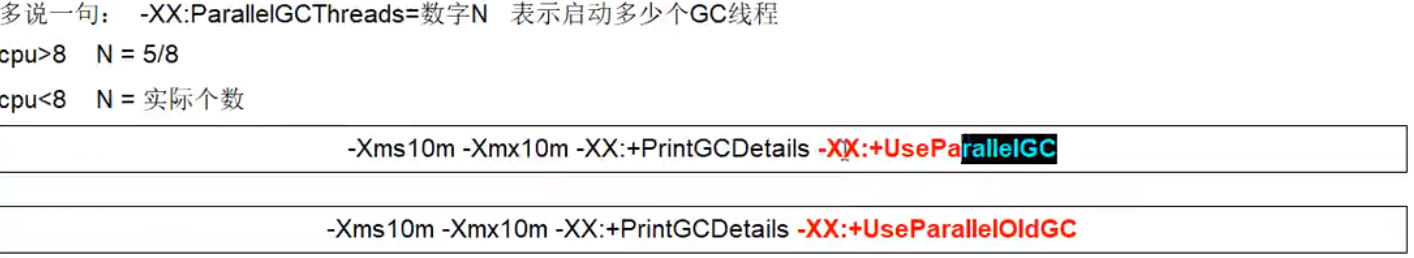 多说一句： -XX:ParallelGCThreads=数字N 表示启动多少个GC线程
cpu>8 N = 5/8
cpu<8 N = 实际个数
-Xms10m -Xmx10m -XX:+PrintGCDetails -XX:+UseParallelGC
-Xms10m -Xmx10m -XX:+PrintGCDetails -XX:+UseParallelOldGC